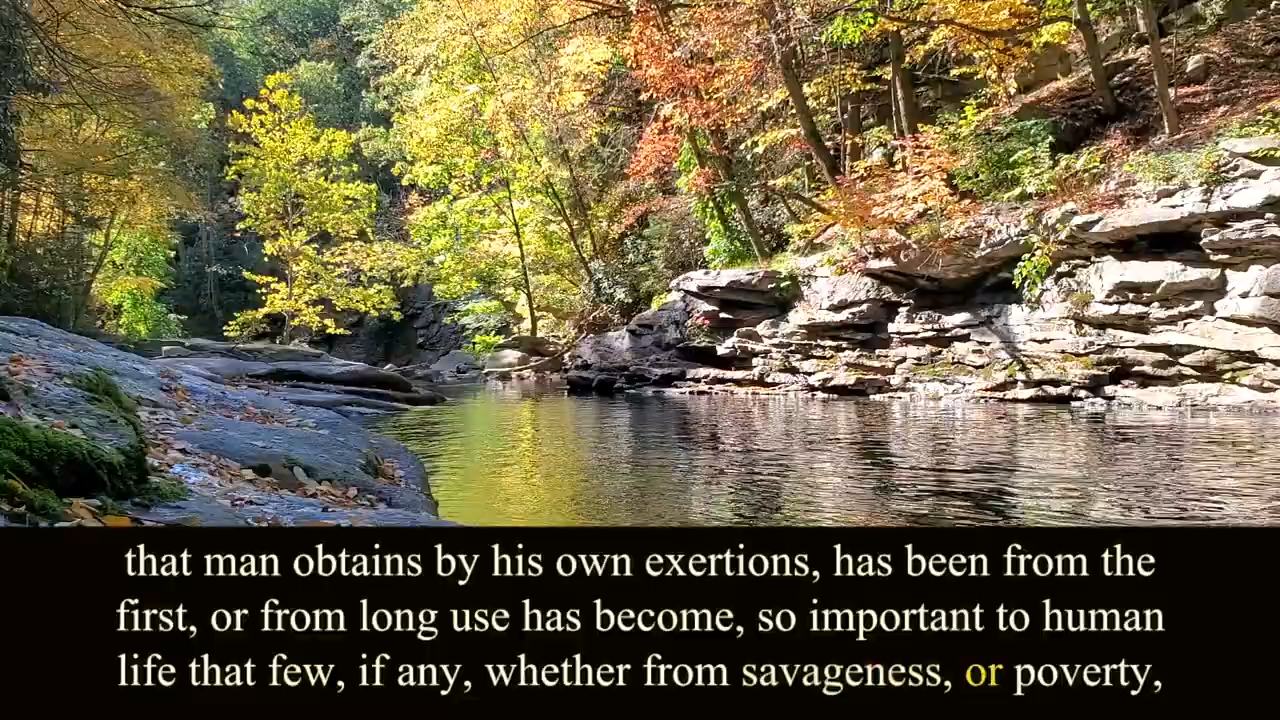 that man obtains by his own exertions, has been from the
first, or from long use has become, so important to human
life that few, if any, whether from savageness, or poverty,